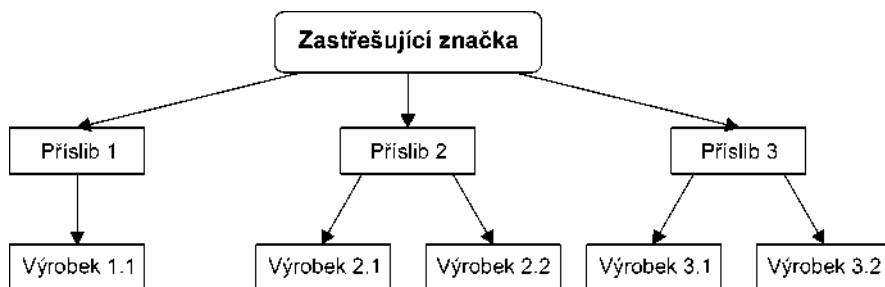 Zastřešující značka
Příslib 1
Příslib 2
Příslib 3
Výrobek 1.1
Výrobek 2.1
Výrobek 2.2
Výrobek 3.1
Výrobek 3.2